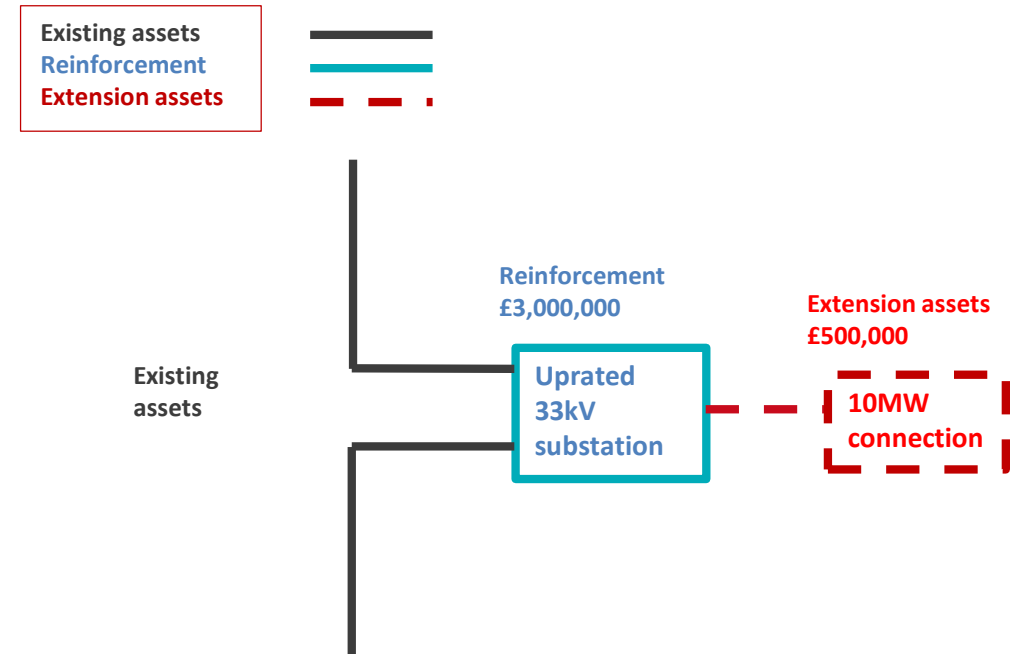 Existing assets
Reinforcement
Extension assets
Reinforcement
£3,000,000
Extension assets
£500,000
Existing
assets
Uprated
33kV
substation
10MW
connection